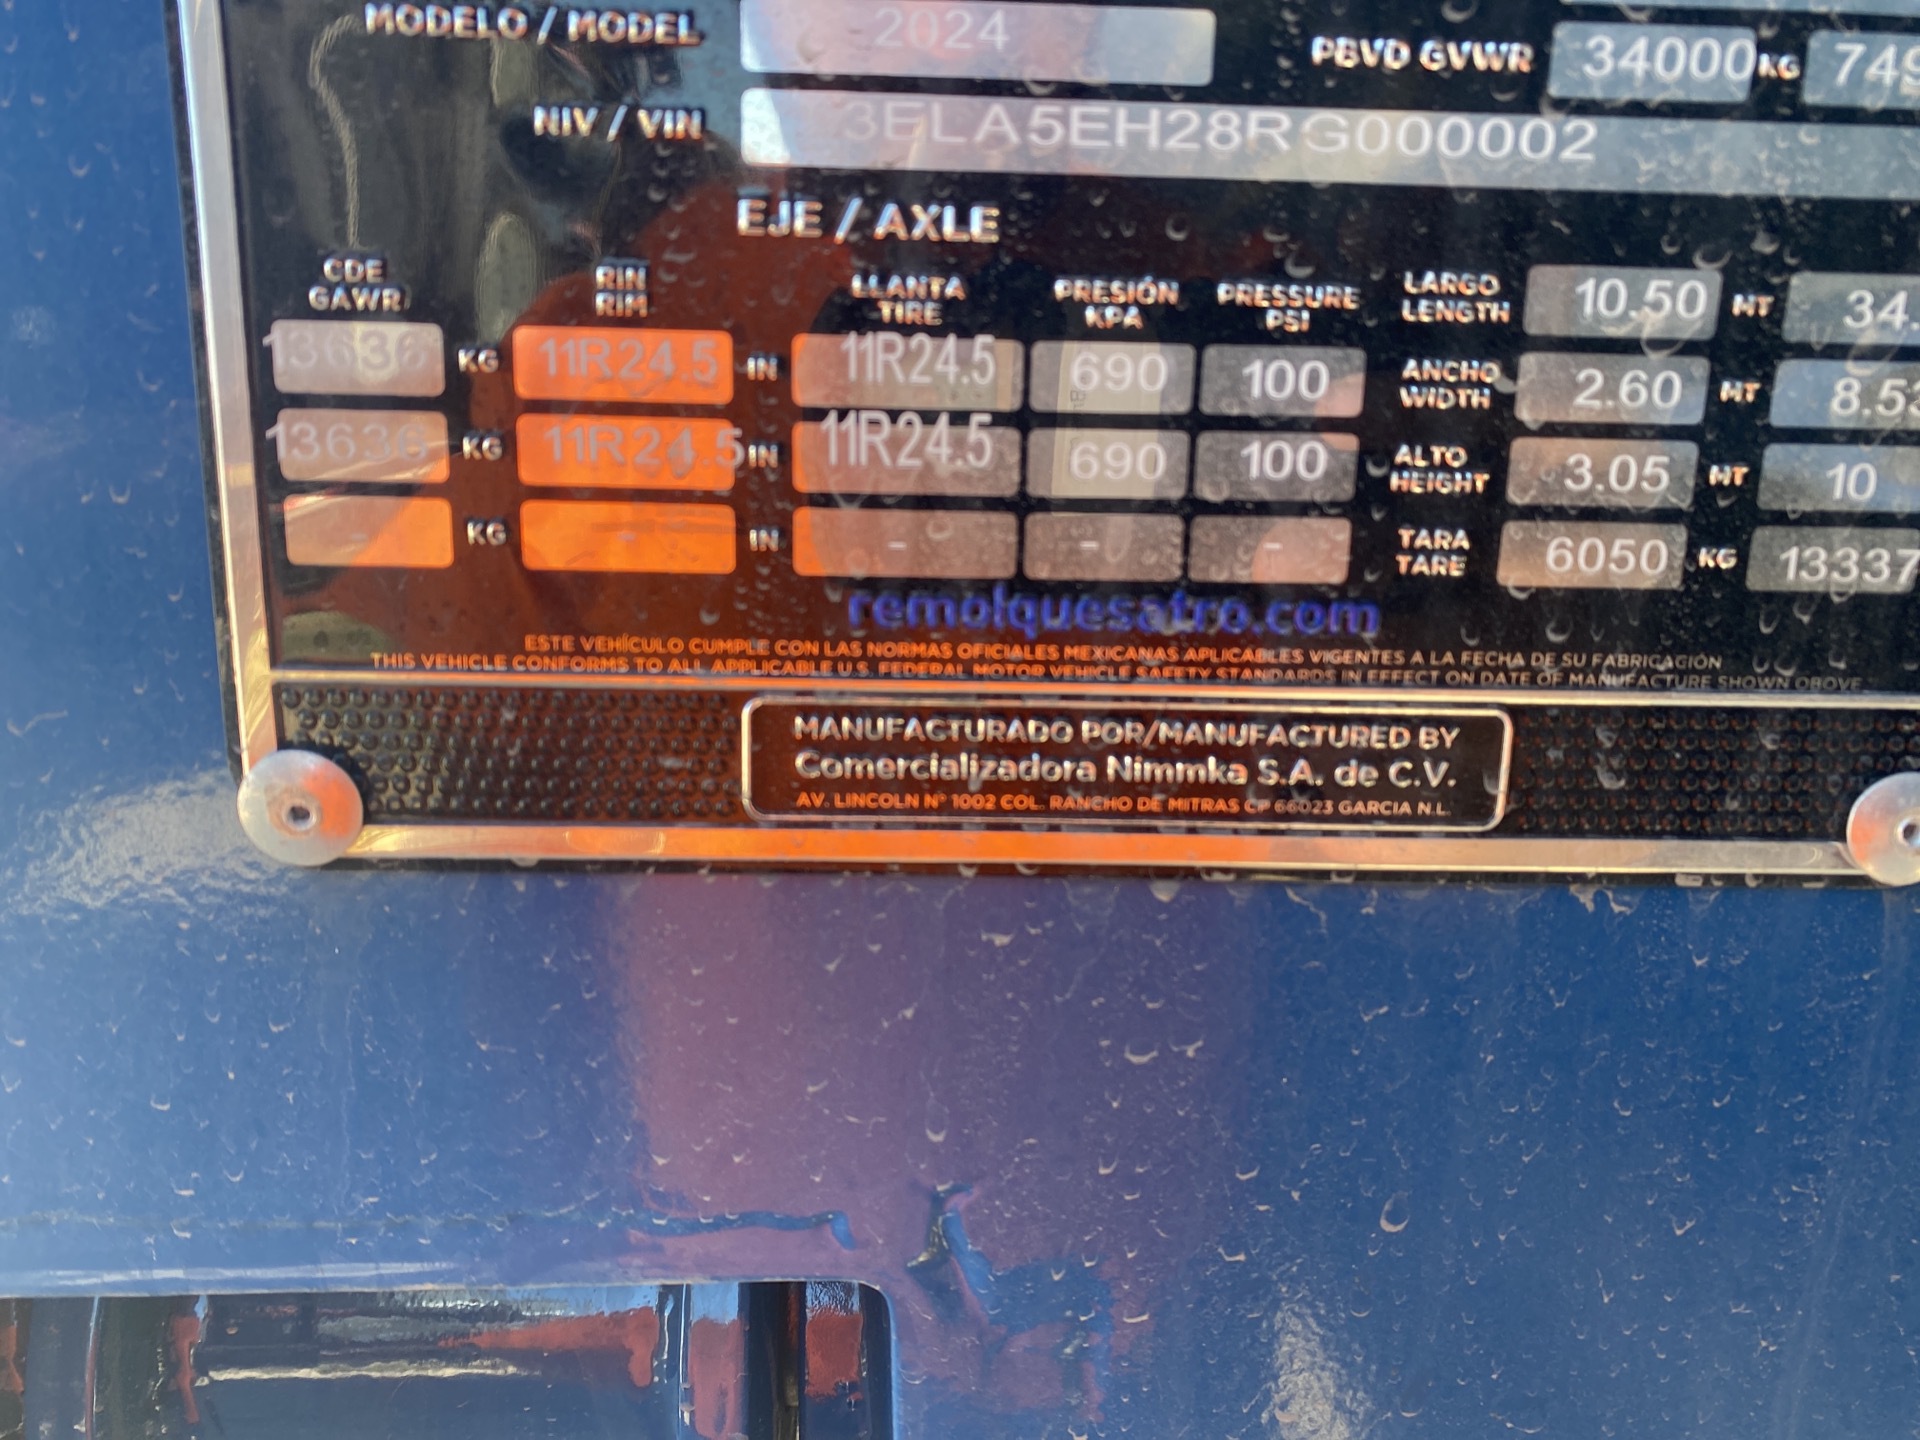 MODELO / MODEL 2024
PBVD GVWR 34000 KG
NIV / VIN 3ELA5EH28RG000002
EJE / AXLE
CDE GAWR RIN RIM LLANTA TIRE PRESIÓN KPA PRESSURE PSI
13636 KG 11R24.5 IN 11R24.5 690 100
13636 KG 11R24.5 IN 11R24.5 690 100
- KG - IN - - -
LARGO LENGTH 10.50 MT
ANCHO WIDTH 2.60 MT
ALTO HEIGHT 3.05 MT 10
TARA TARE 6050 KG 13337
remolquesatro.com
ESTE VEHÍCULO CUMPLE CON LAS NORMAS OFICIALES MEXICANAS APLICABLES VIGENTES A LA FECHA DE SU FABRICACIÓN
THIS VEHICLE CONFORMS TO ALL APPLICABLE U.S. FEDERAL MOTOR VEHICLE SAFETY STANDARDS IN EFFECT ON DATE OF MANUFACTURE SHOWN OBOVE
MANUFACTURADO POR/MANUFACTURED BY
Comercializadora Nimmka S.A. de C.V.
AV. LINCOLN Nº 1002 COL. RANCHO DE MITRAS CP 66023 GARCIA N.L.